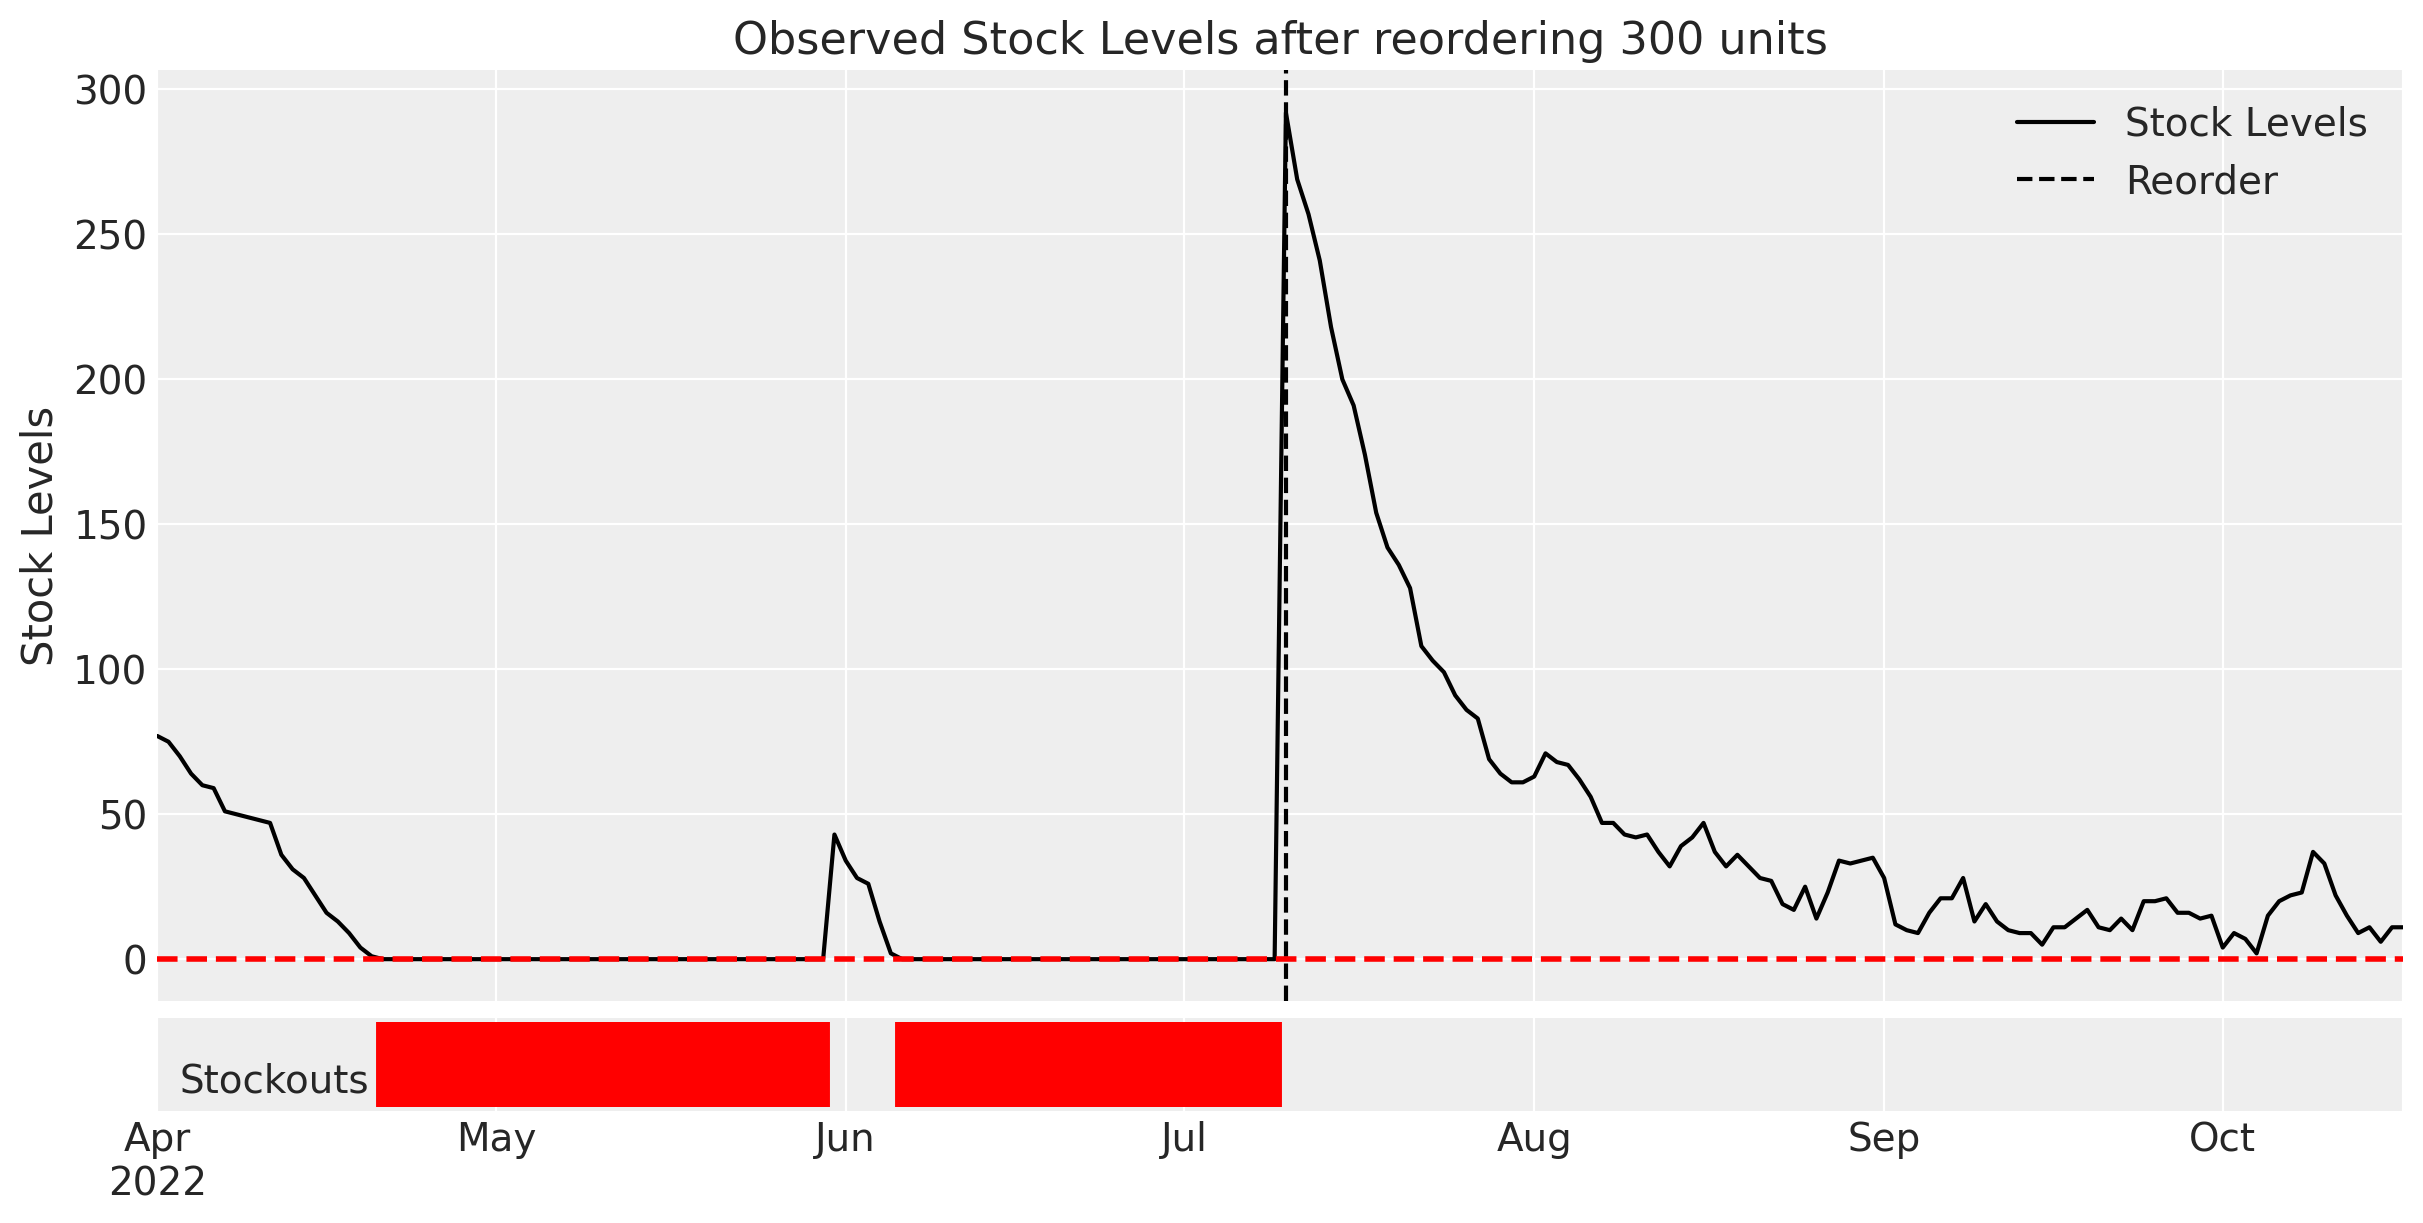 Observed Stock Levels after reordering 300 units
300
250
200
150
100
50
0
Stock Levels
Stock Levels
Reorder
Stockouts
Apr May Jun Jul Aug Sep Oct
2022